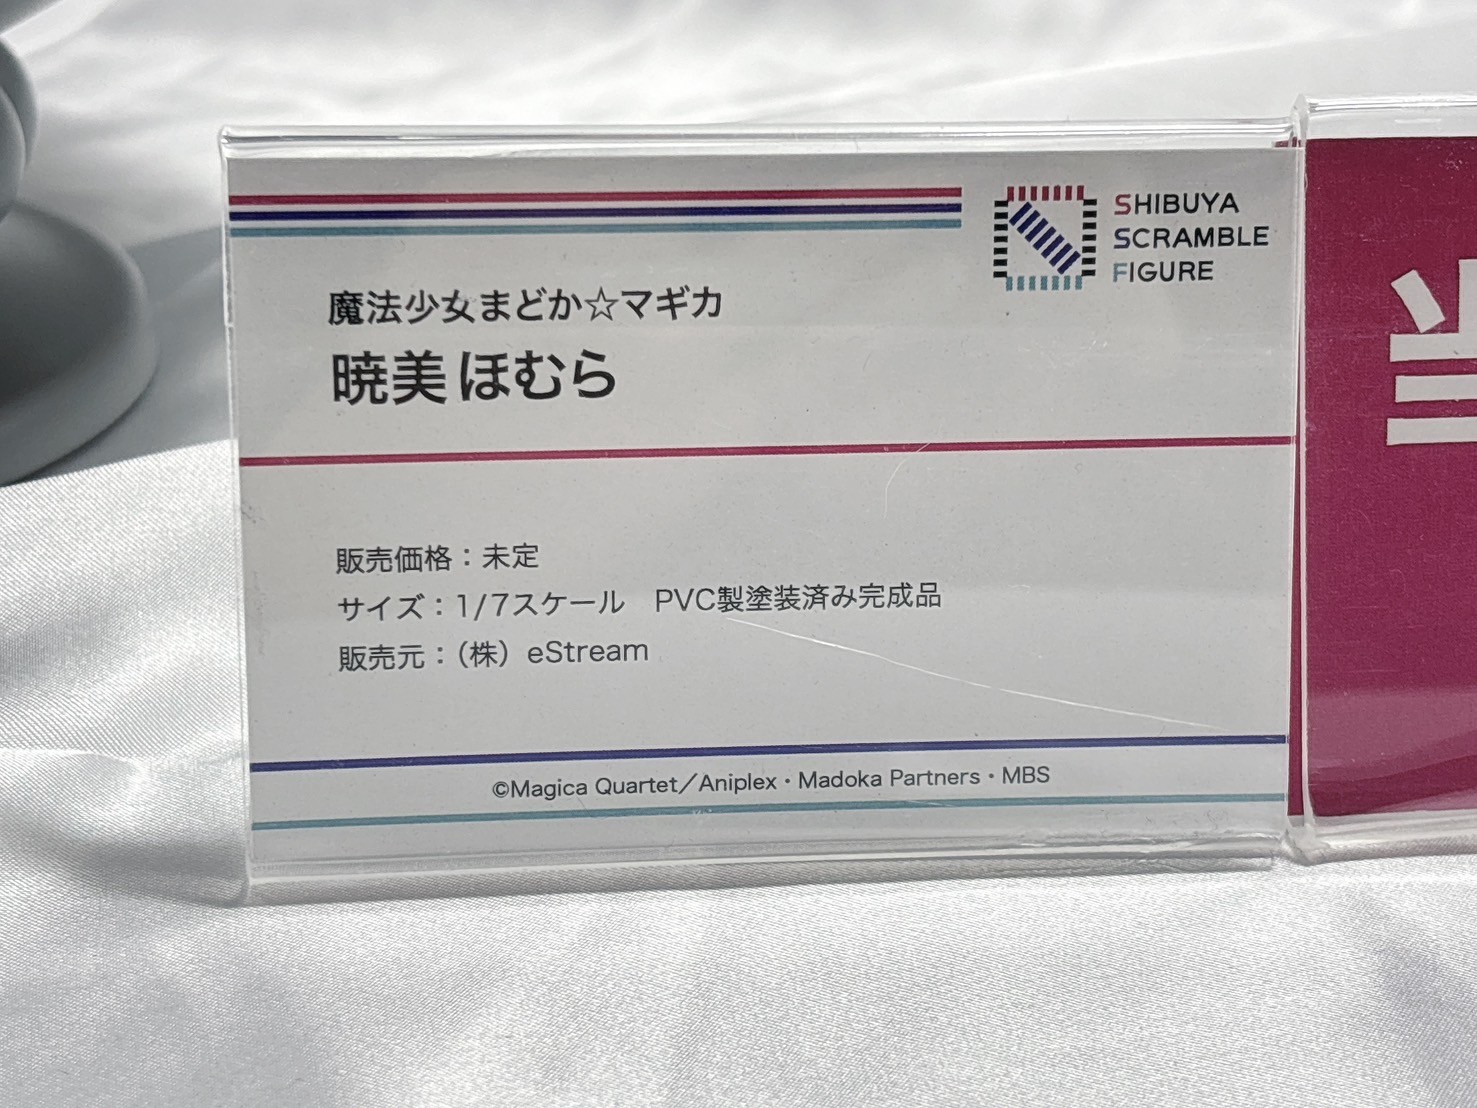 SHIBUYA
SCRAMBLE
FIGURE
魔法少女まどか☆マギカ
暁美ほむら
販売価格：未定
サイズ：1/7スケール　PVC製塗装済み完成品
販売元：（株）eStream
©Magica Quartet／Aniplex・Madoka Partners・MBS